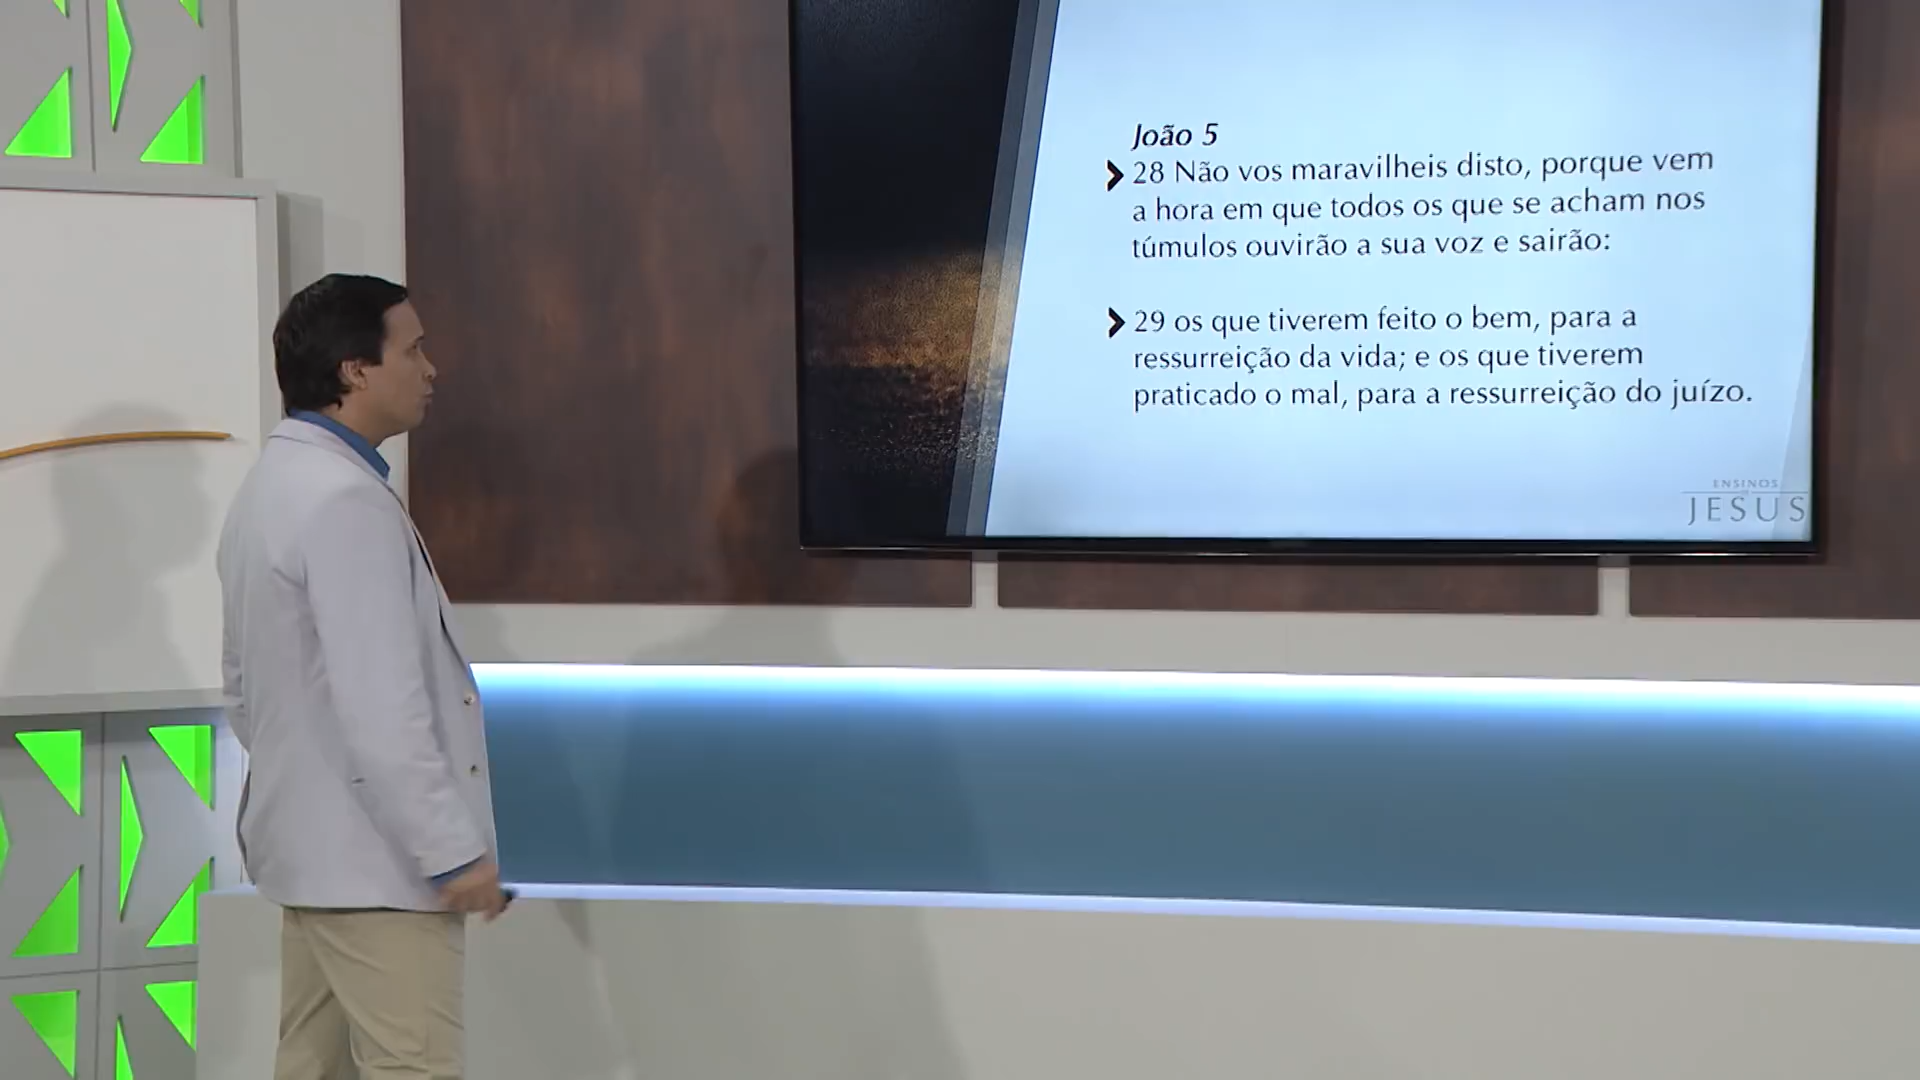 João 5
28 Não vos maravilheis disto, porque vem
a hora em que todos os que se acham nos
túmulos ouvirão a sua voz e sairão:
29 os que tiverem feito o bem, para a
ressurreição da vida; e os que tiverem
praticado o mal, para a ressurreição do juízo.
ENSINOS
DE
JESUS